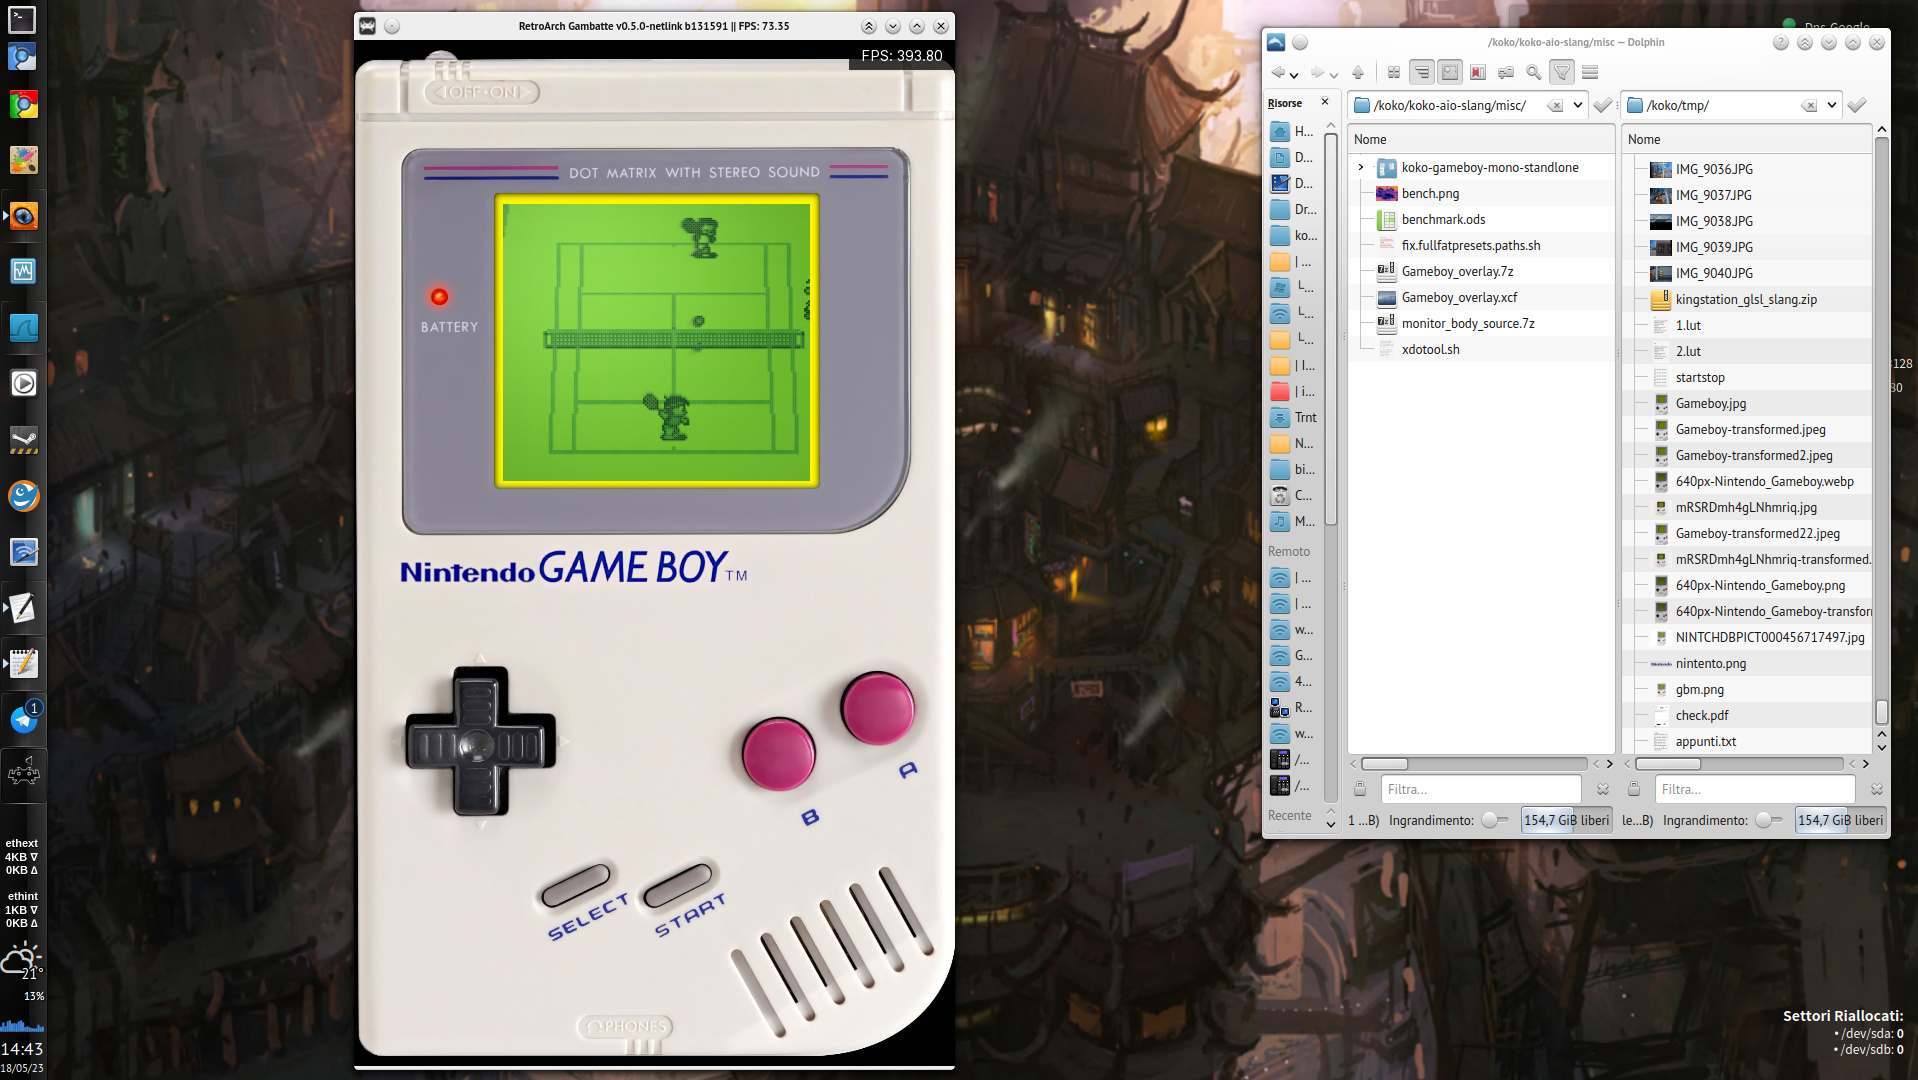 RetroArch Gambatte v0.5.0-netlink b131591 || FPS: 73.35
FPS: 393.80
OFF·ON
DOT MATRIX WITH STEREO SOUND
BATTERY
Nintendo GAME BOY TM
A
B
SELECT
START
PHONES
Dns Google
/koko/koko-aio-slang/misc — Dolphin
Risorse
/koko/koko-aio-slang/misc/
/koko/tmp/
Nome
Nome
H...
D...
D...
Dr...
ko...
| ...
L...
L...
L...
| I...
| i...
Trnt
N...
bi...
C...
M...
Remoto
| ...
| ...
w...
G...
4...
R...
w...
/...
/...
Recente
koko-gameboy-mono-standlone
bench.png
benchmark.ods
fix.fullfatpresets.paths.sh
Gameboy_overlay.7z
Gameboy_overlay.xcf
monitor_body_source.7z
xdotool.sh
IMG_9036.JPG
IMG_9037.JPG
IMG_9038.JPG
IMG_9039.JPG
IMG_9040.JPG
kingstation_glsl_slang.zip
1.lut
2.lut
startstop
Gameboy.jpg
Gameboy-transformed.jpeg
Gameboy-transformed2.jpeg
640px-Nintendo_Gameboy.webp
mRSRDmh4gLNhmriq.jpg
Gameboy-transformed22.jpeg
mRSRDmh4gLNhmriq-transformed.
640px-Nintendo_Gameboy.png
640px-Nintendo_Gameboy-transfor
NINTCHDBPICT000456717497.jpg
nintento.png
gbm.png
check.pdf
appunti.txt
Filtra...
Filtra...
1 ...B) Ingrandimento: 154,7 GiB liberi
le...B) Ingrandimento: 154,7 GiB liberi
128
30
1
ethext
4KB ∇
0KB Δ
ethint
1KB ∇
0KB Δ
21°
13%
14:43
18/05/23
Settori Riallocati:
• /dev/sda: 0
• /dev/sdb: 0